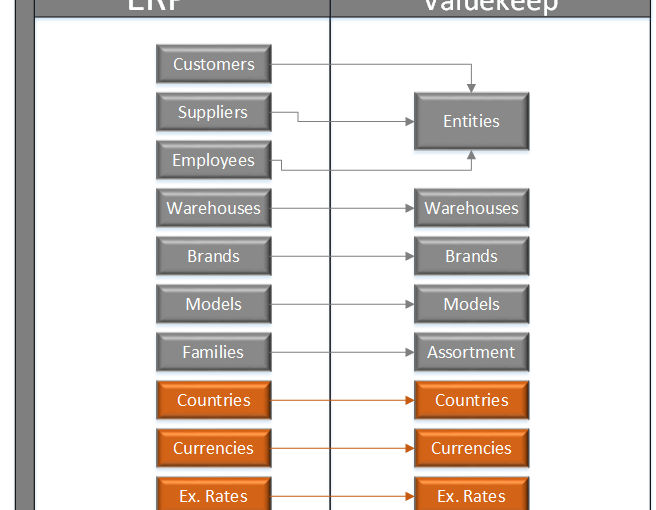 ERP Valuekeep
Customers
Suppliers Entities
Employees
Warehouses Warehouses
Brands Brands
Models Models
Families Assortment
Countries Countries
Currencies Currencies
Ex. Rates Ex. Rates